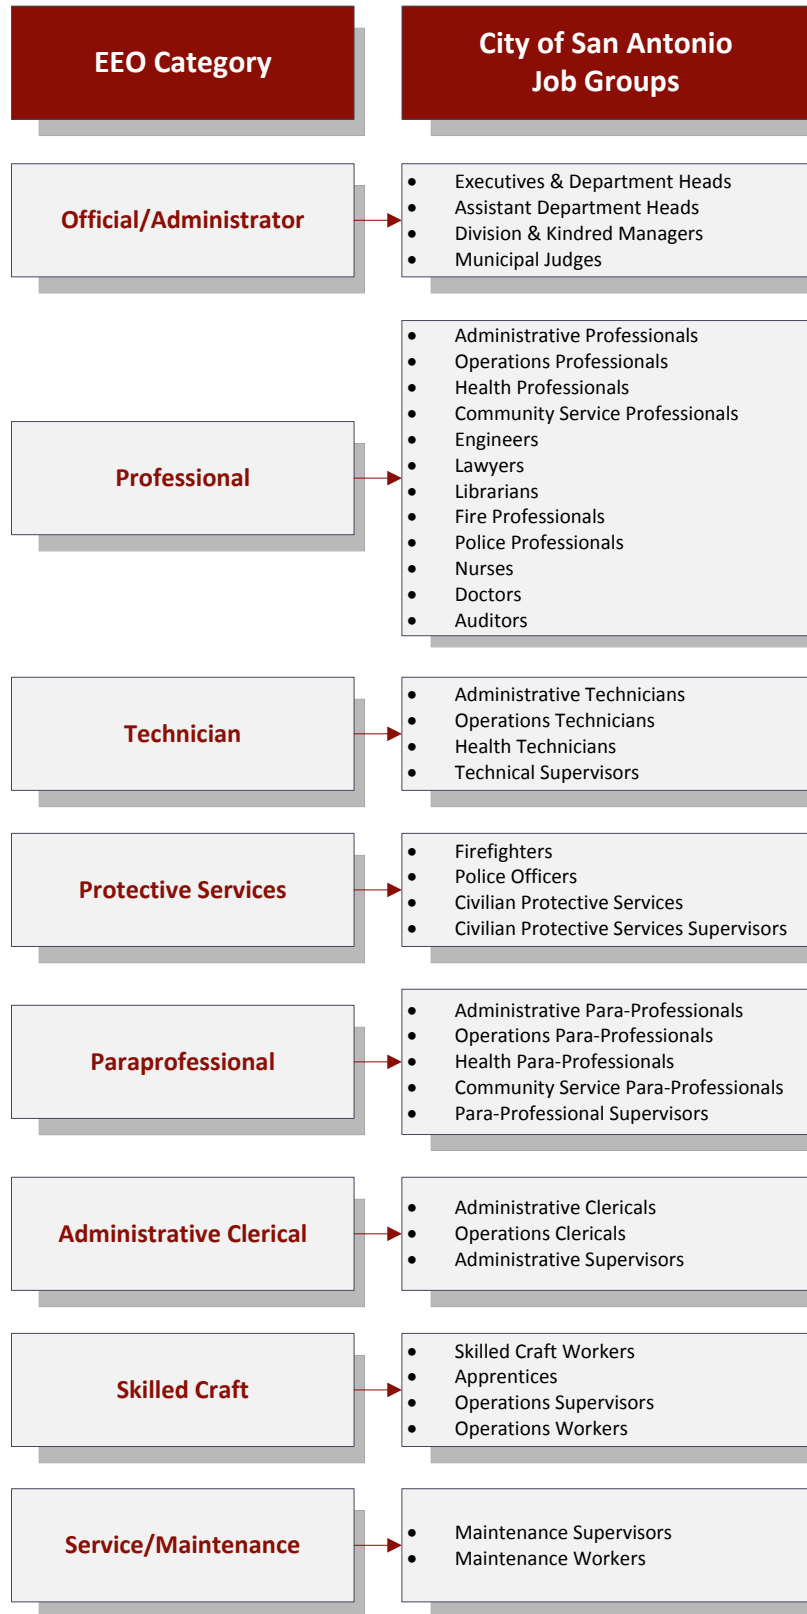 EEO Category
City of San Antonio
Job Groups
Official/Administrator
• Executives & Department Heads
• Assistant Department Heads
• Division & Kindred Managers
• Municipal Judges
Professional
• Administrative Professionals
• Operations Professionals
• Health Professionals
• Community Service Professionals
• Engineers
• Lawyers
• Librarians
• Fire Professionals
• Police Professionals
• Nurses
• Doctors
• Auditors
Technician
• Administrative Technicians
• Operations Technicians
• Health Technicians
• Technical Supervisors
Protective Services
• Firefighters
• Police Officers
• Civilian Protective Services
• Civilian Protective Services Supervisors
Paraprofessional
• Administrative Para-Professionals
• Operations Para-Professionals
• Health Para-Professionals
• Community Service Para-Professionals
• Para-Professional Supervisors
Administrative Clerical
• Administrative Clericals
• Operations Clericals
• Administrative Supervisors
Skilled Craft
• Skilled Craft Workers
• Apprentices
• Operations Supervisors
• Operations Workers
Service/Maintenance
• Maintenance Supervisors
• Maintenance Workers